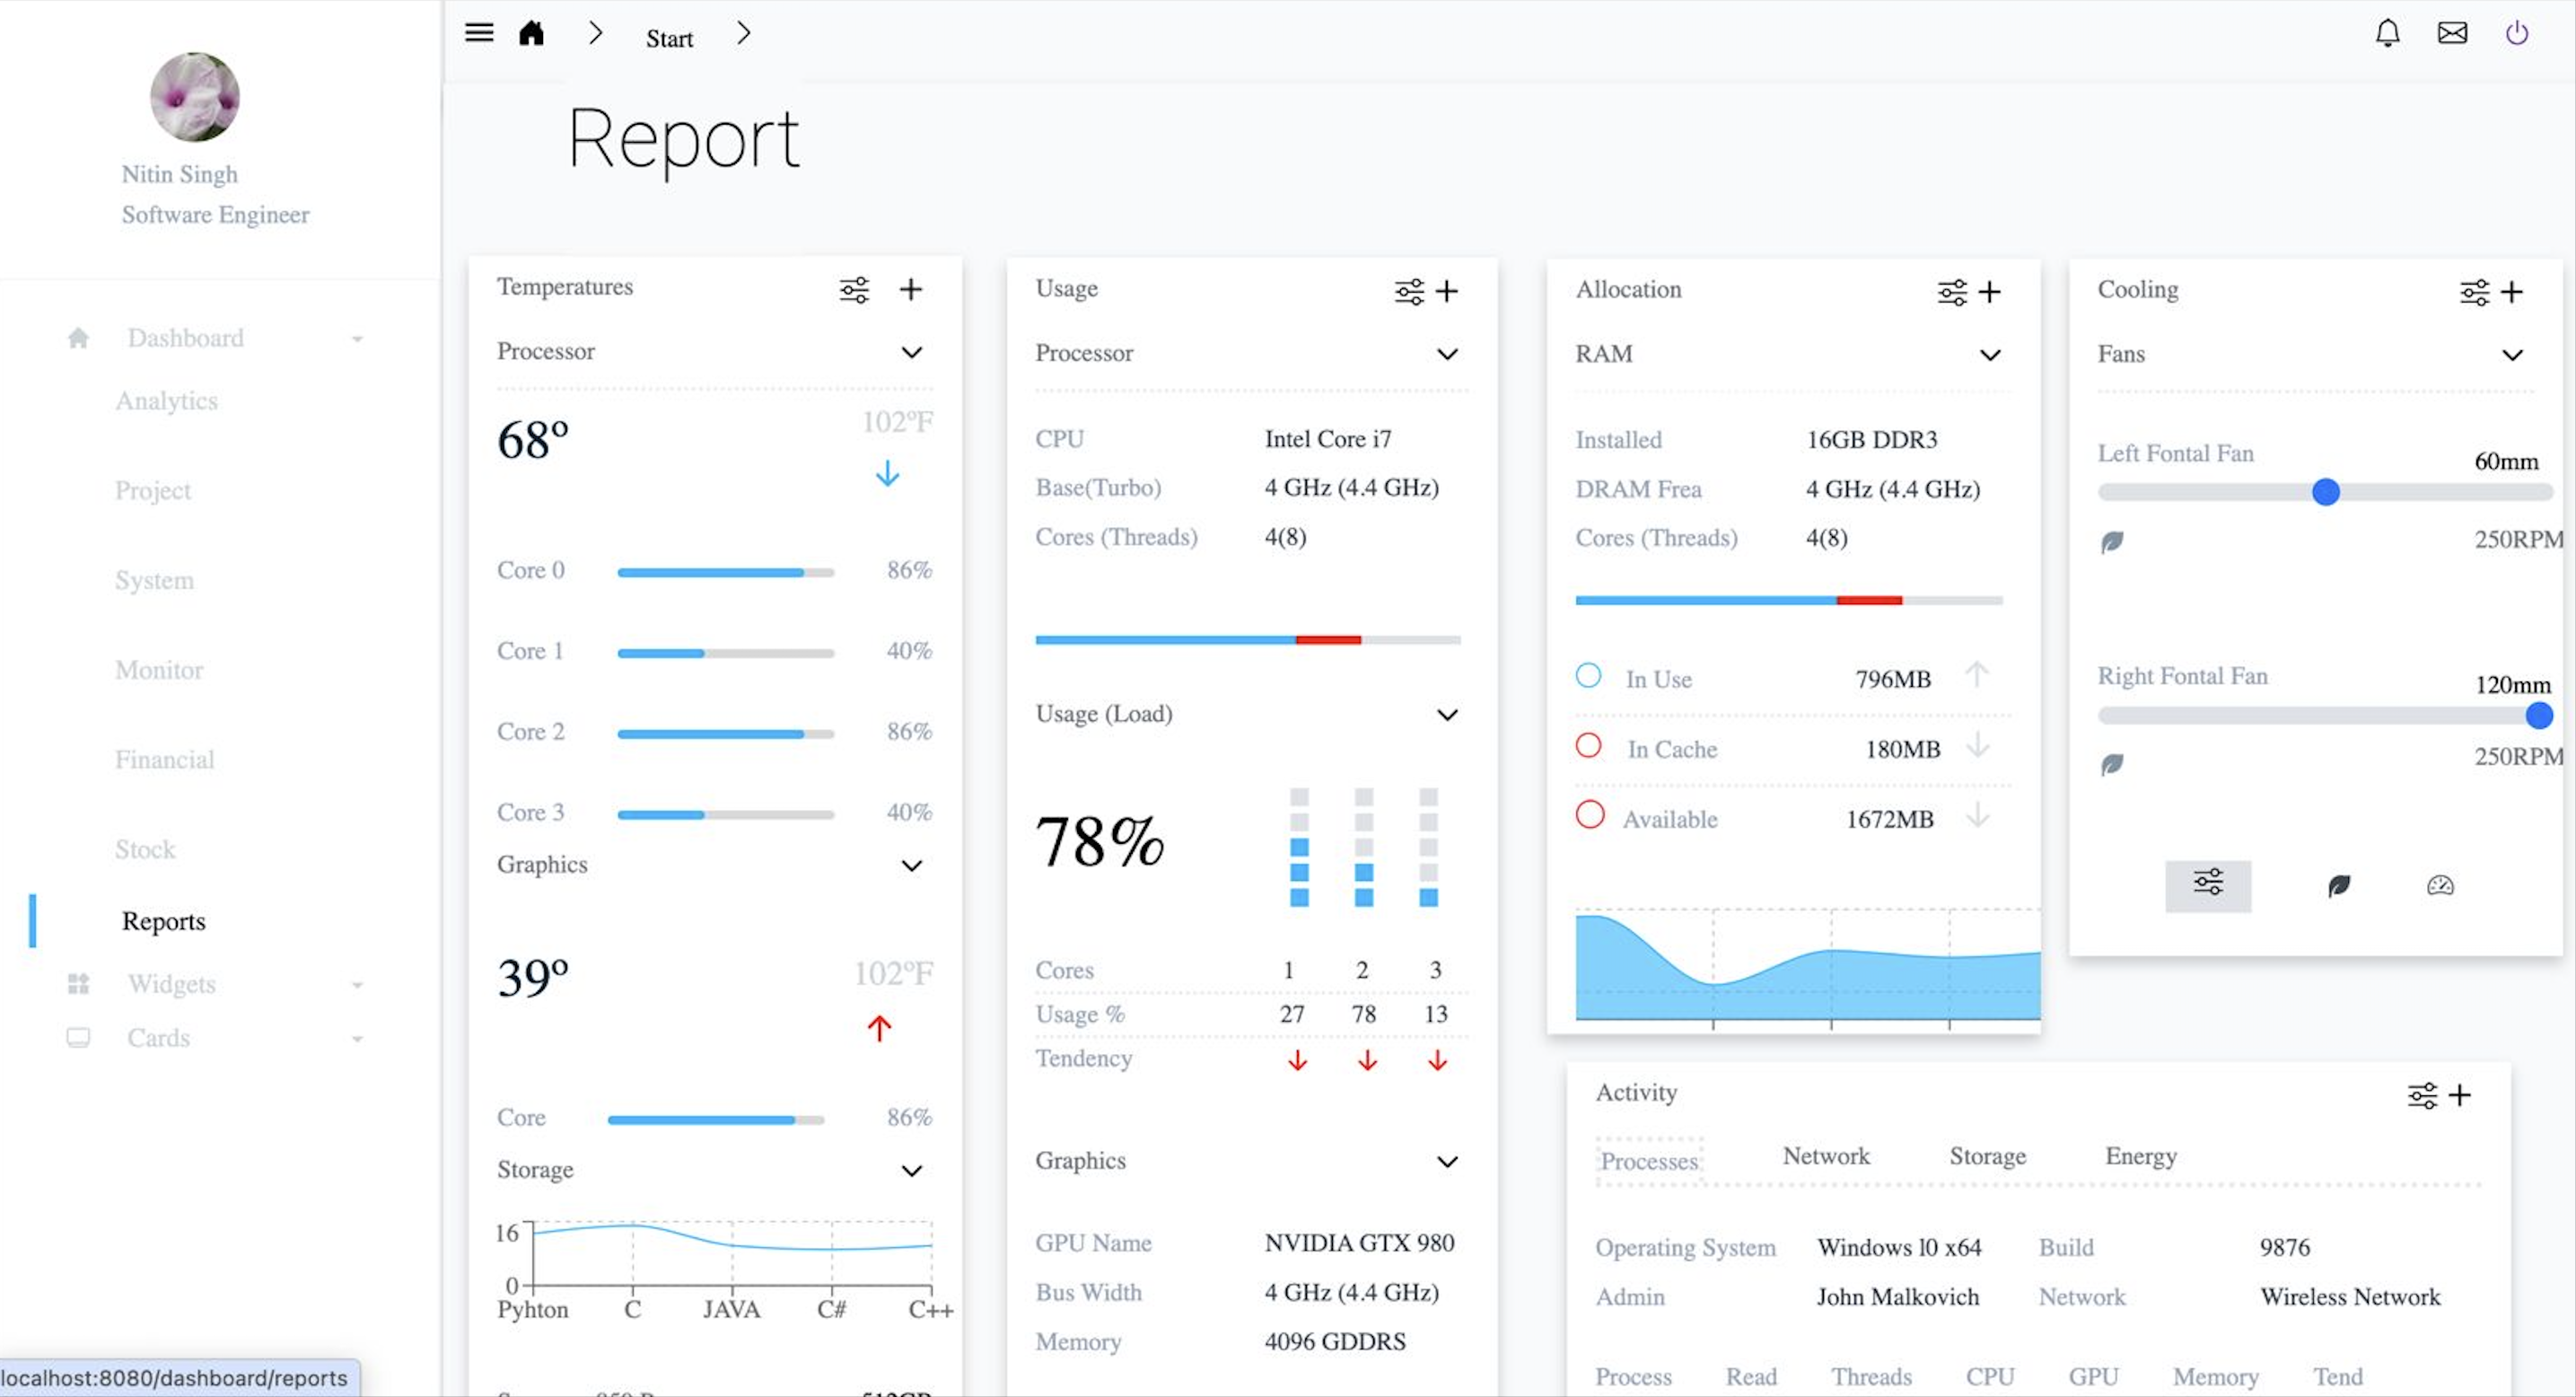 Nitin Singh
Software Engineer
Dashboard
Analytics
Project
System
Monitor
Financial
Stock
Reports
Widgets
Cards
localhost:8080/dashboard/reports
Start
Report
Temperatures
Processor
68º
102ºF
Core 0 86%
Core 1 40%
Core 2 86%
Core 3 40%
Graphics
39º
102ºF
Core 86%
Storage
16
0
Pyhton C JAVA C# C++
Usage
Processor
CPU Intel Core i7
Base(Turbo) 4 GHz (4.4 GHz)
Cores (Threads) 4(8)
Usage (Load)
78%
Cores 1 2 3
Usage % 27 78 13
Tendency
Graphics
GPU Name NVIDIA GTX 980
Bus Width 4 GHz (4.4 GHz)
Memory 4096 GDDRS
Allocation
RAM
Installed 16GB DDR3
DRAM Frea 4 GHz (4.4 GHz)
Cores (Threads) 4(8)
In Use 796MB
In Cache 180MB
Available 1672MB
Cooling
Fans
Left Fontal Fan 60mm
250RPM
Right Fontal Fan 120mm
250RPM
Activity
Processes Network Storage Energy
Operating System Windows l0 x64 Build 9876
Admin John Malkovich Network Wireless Network
Process Read Threads CPU GPU Memory Tend